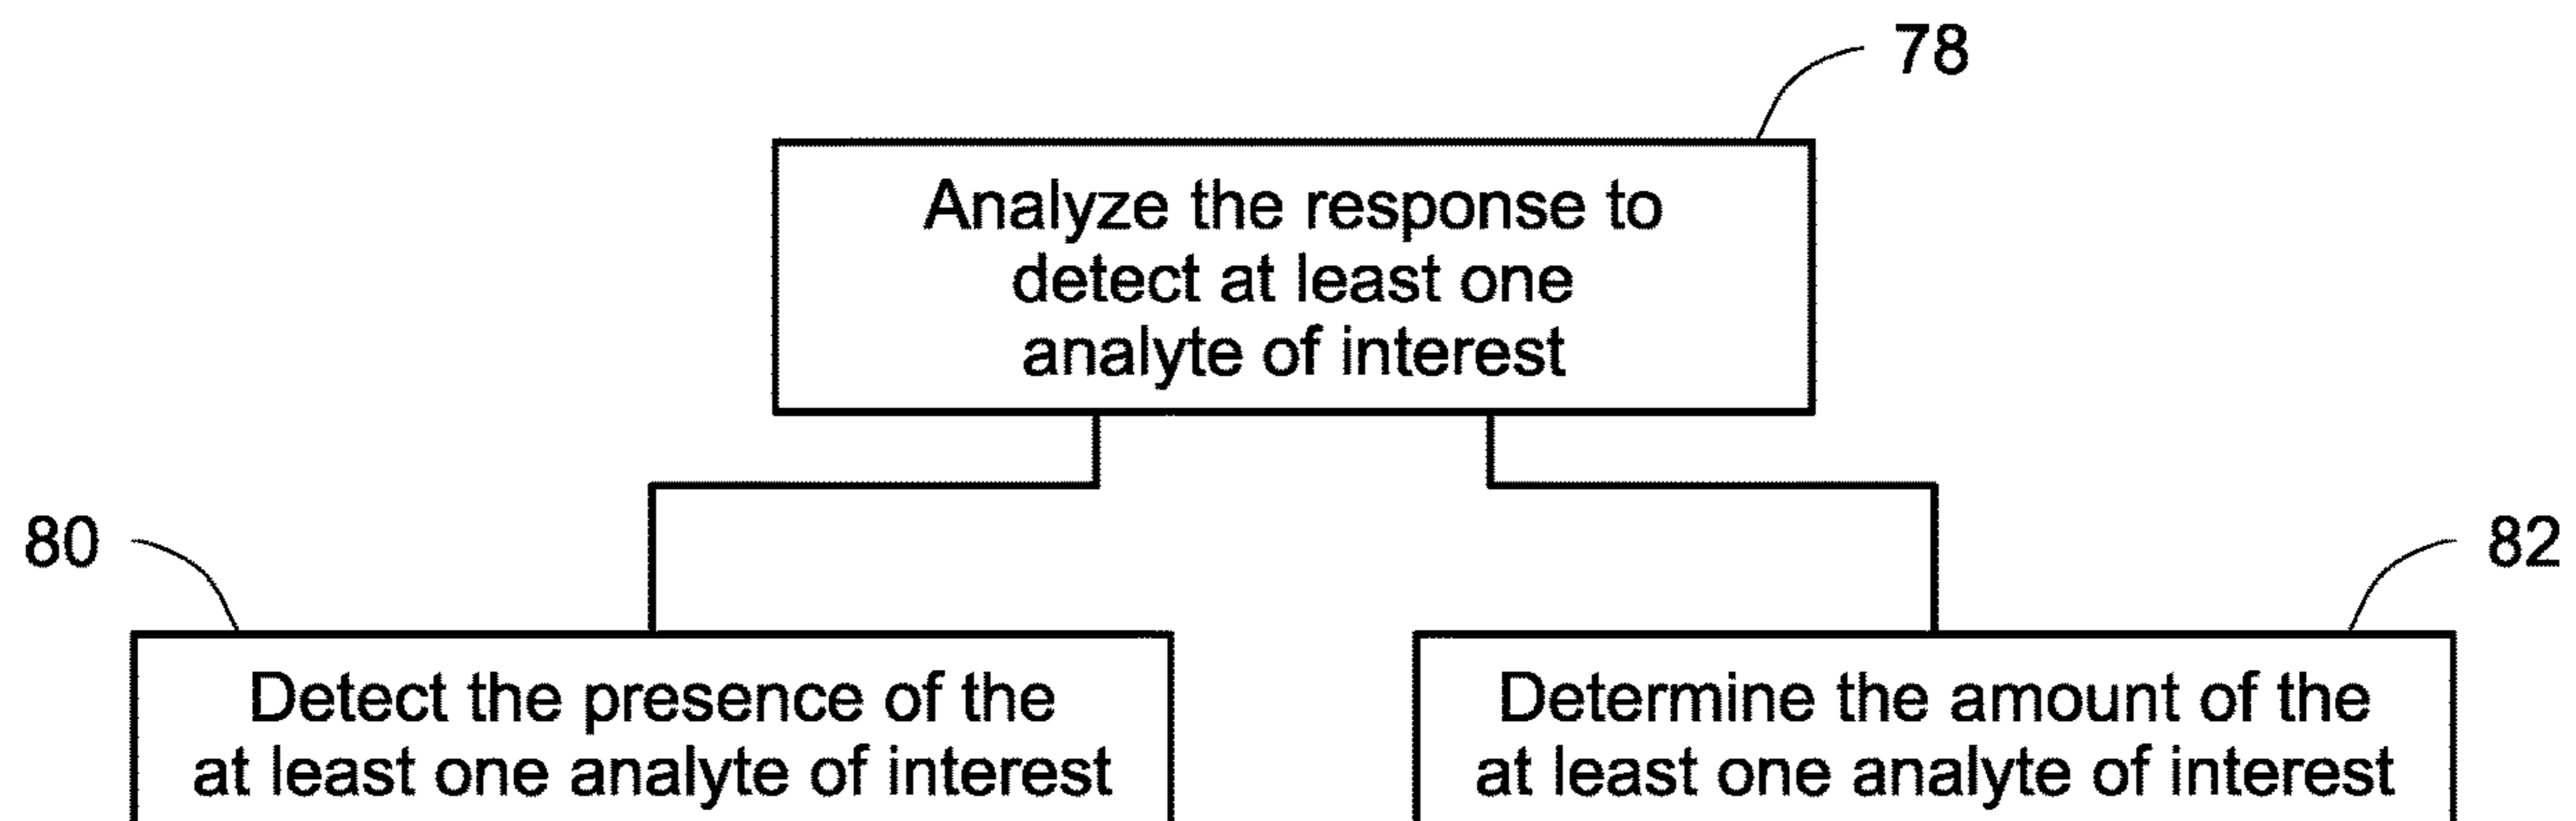 78
Analyze the response to
detect at least one
analyte of interest
80
82
Detect the presence of the
at least one analyte of interest
Determine the amount of the
at least one analyte of interest